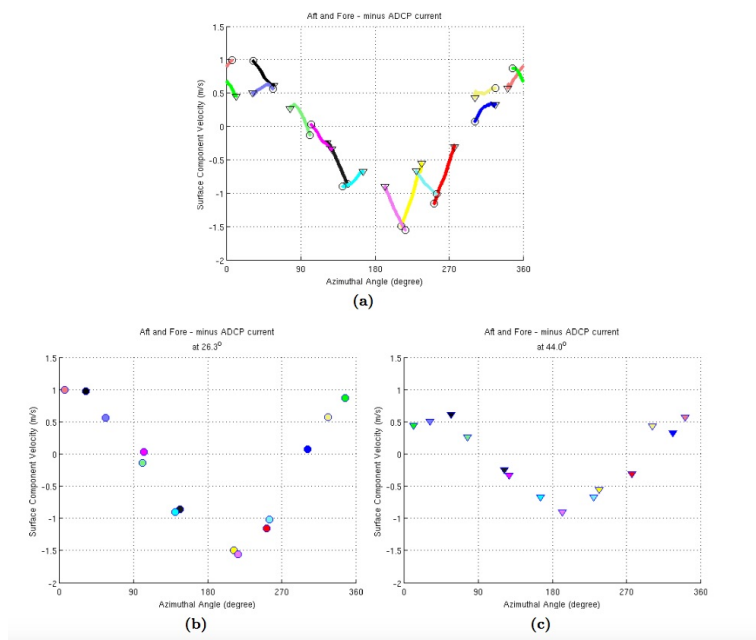 Aft and Fore - minus ADCP current
1.5
1
0.5
0
-0.5
-1
-1.5
-2
Surface Component Velocity (m/s)
0 90 180 270 360
Azimuthal Angle (degree)
(a)
Aft and Fore - minus ADCP current
at 26.3º
1.5
1
0.5
0
-0.5
-1
-1.5
-2
Surface Component Velocity (m/s)
0 90 180 270 360
Azimuthal Angle (degree)
(b)
Aft and Fore - minus ADCP current
at 44.0º
1.5
1
0.5
0
-0.5
-1
-1.5
-2
Surface Component Velocity (m/s)
0 90 180 270 360
Azimuthal Angle (degree)
(c)